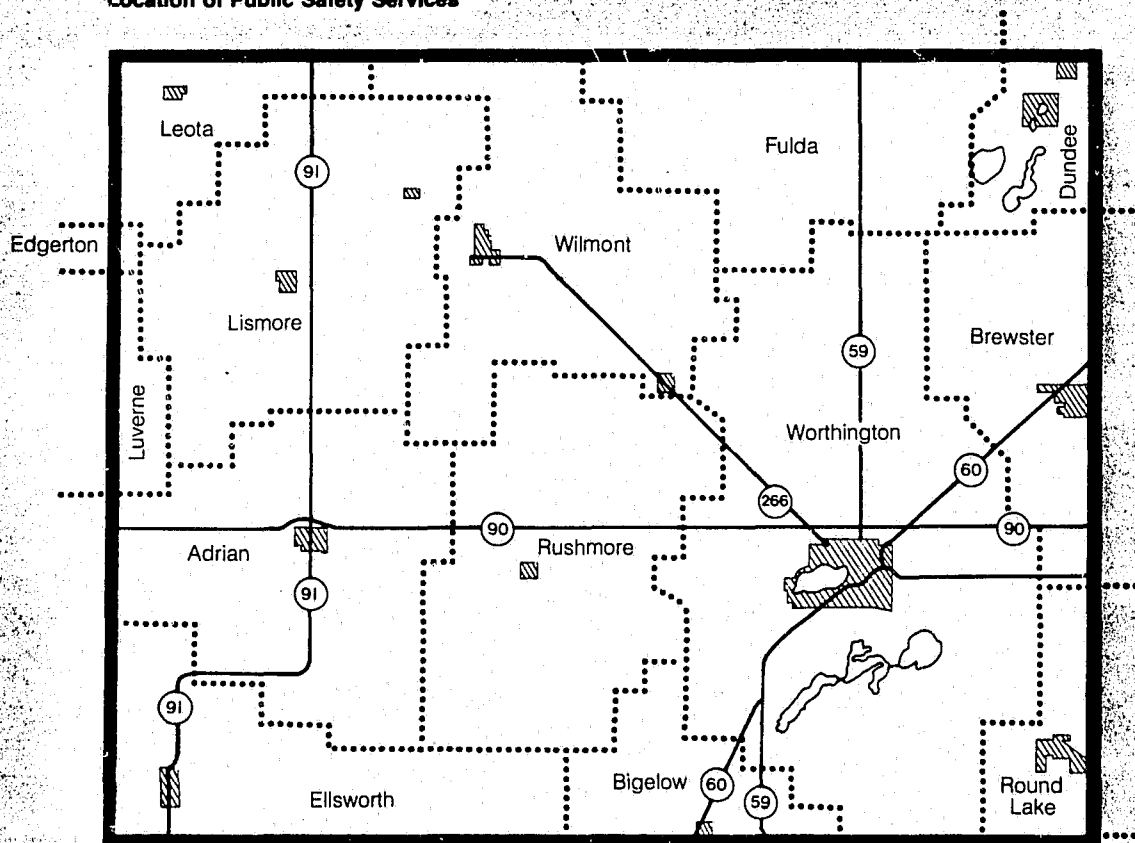 Location of Public Safety Services
Leota
91
Fulda
Dundee
Edgerton
Wilmont
Lismore
59
Brewster
Luverne
Worthington
60
266
90
90
Adrian
Rushmore
91
91
Ellsworth
Bigelow
60
59
Round
Lake